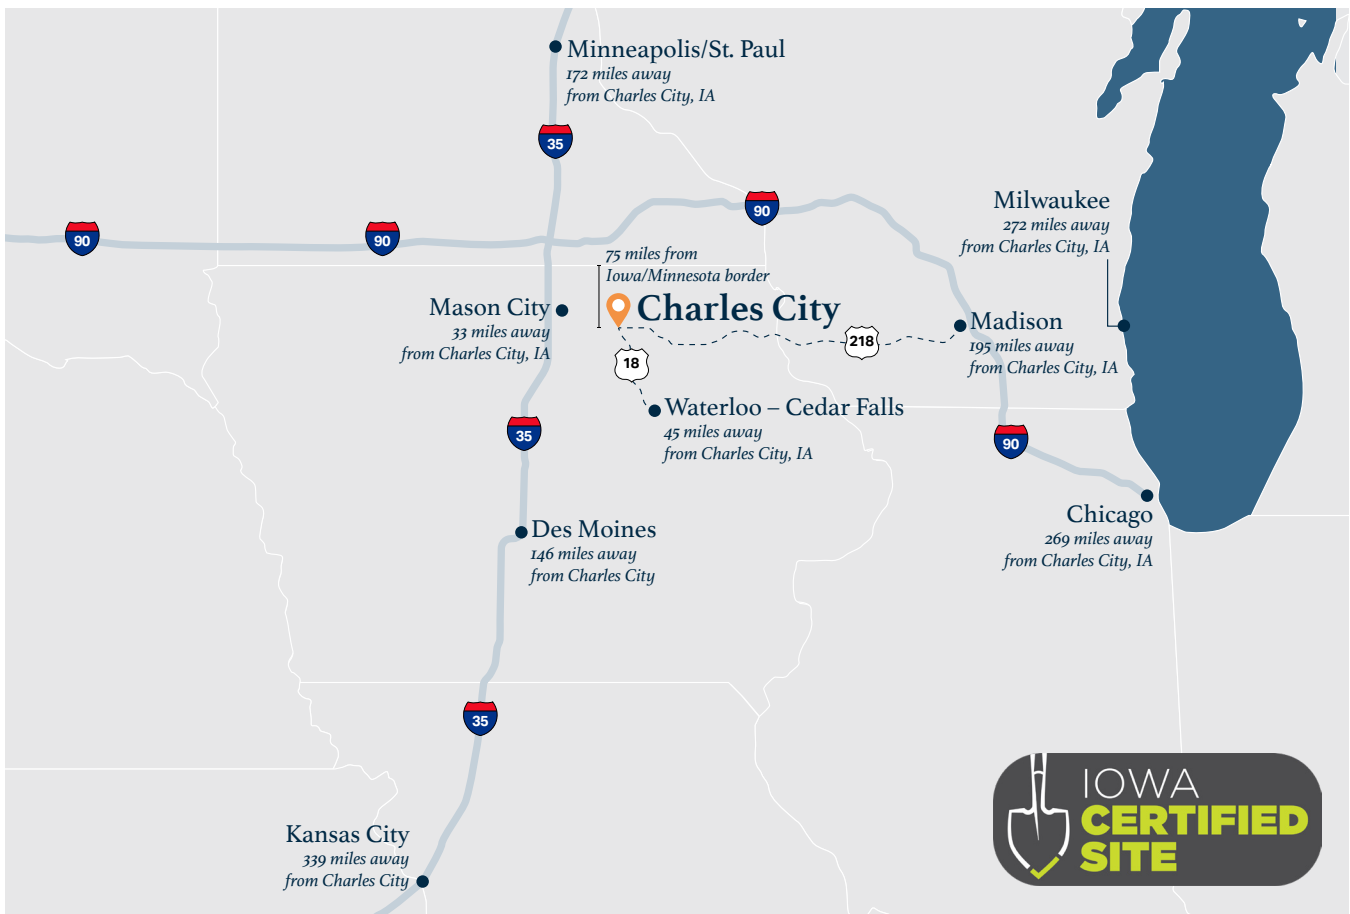 Minneapolis/St. Paul
172 miles away
from Charles City, IA
35
90
90
90
Milwaukee
272 miles away
from Charles City, IA
75 miles from
Iowa/Minnesota border
Charles City
Mason City
33 miles away
from Charles City, IA
Madison
195 miles away
from Charles City, IA
218
18
Waterloo – Cedar Falls
45 miles away
from Charles City, IA
35
90
Chicago
269 miles away
from Charles City, IA
Des Moines
146 miles away
from Charles City
35
Kansas City
339 miles away
from Charles City
IOWA
CERTIFIED
SITE